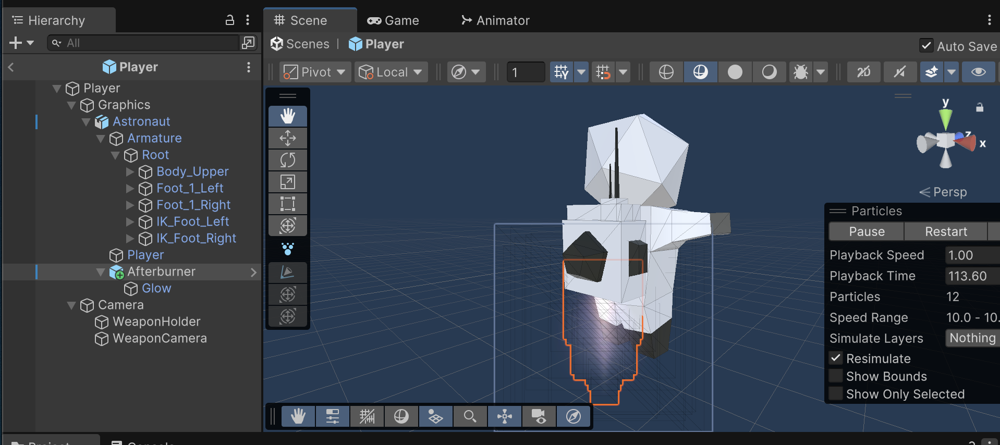 Hierarchy
All
Player
Player
Graphics
Astronaut
Armature
Root
Body_Upper
Foot_1_Left
Foot_1_Right
IK_Foot_Left
IK_Foot_Right
Player
Afterburner
Glow
Camera
WeaponHolder
WeaponCamera
Scene Game Animator
Scenes | Player
Auto Save
Pivot Local 1 2D
y
z
x
Persp
Particles
Pause Restart
Playback Speed 1.00
Playback Time 113.60
Particles 12
Speed Range 10.0 - 10.
Simulate Layers Nothing
Resimulate
Show Bounds
Show Only Selected
Project Console